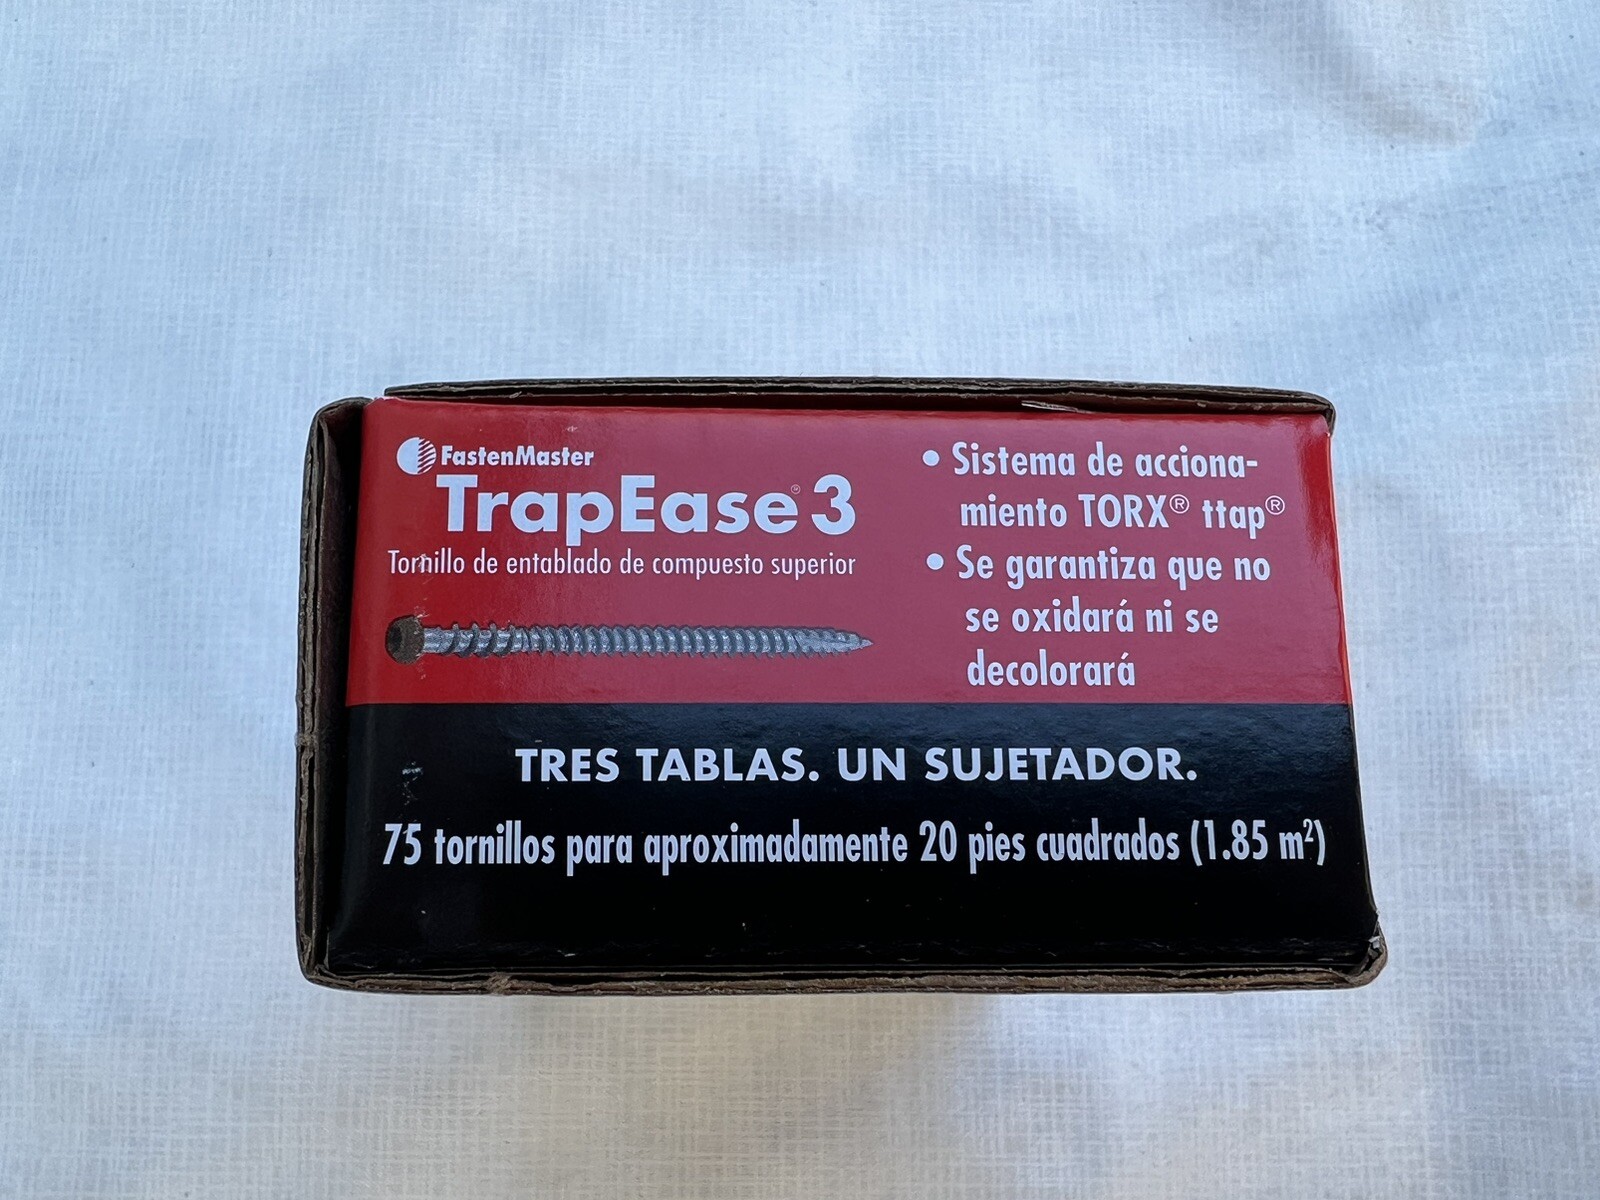 FastenMaster
TrapEase® 3
Tornillo de entablado de compuesto superior
• Sistema de acciona-
miento TORX® ttap®
• Se garantiza que no
se oxidará ni se
decolorará
TRES TABLAS. UN SUJETADOR.
75 tornillos para aproximadamente 20 pies cuadrados (1.85 m²)